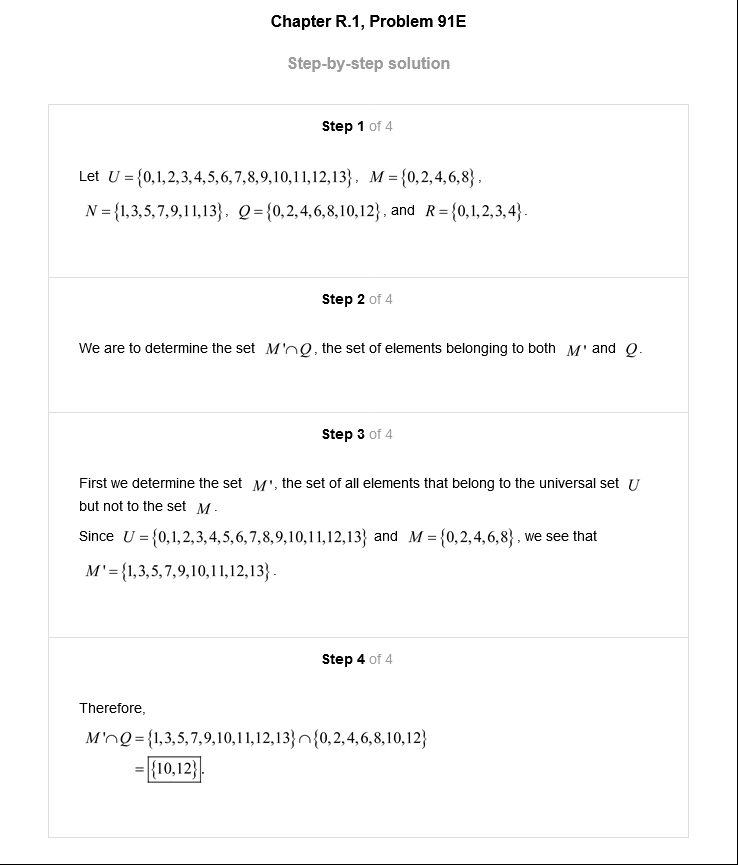 Chapter R.1, Problem 91E
Step-by-step solution
Step 1 of 4
Let U = {0,1,2,3,4,5,6,7,8,9,10,11,12,13}, M = {0,2,4,6,8},
N = {1,3,5,7,9,11,13}, Q = {0,2,4,6,8,10,12}, and R = {0,1,2,3,4}.
Step 2 of 4
We are to determine the set M'∩Q, the set of elements belonging to both M' and Q.
Step 3 of 4
First we determine the set M', the set of all elements that belong to the universal set U
but not to the set M.
Since U = {0,1,2,3,4,5,6,7,8,9,10,11,12,13} and M = {0,2,4,6,8}, we see that
M' = {1,3,5,7,9,10,11,12,13}.
Step 4 of 4
Therefore,
M'∩Q = {1,3,5,7,9,10,11,12,13}∩{0,2,4,6,8,10,12}
= {10,12}.